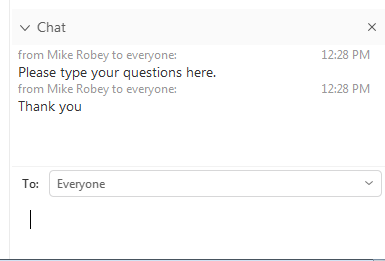 Chat
from Mike Robey to everyone: 12:28 PM
Please type your questions here.
from Mike Robey to everyone: 12:28 PM
Thank you
To: Everyone